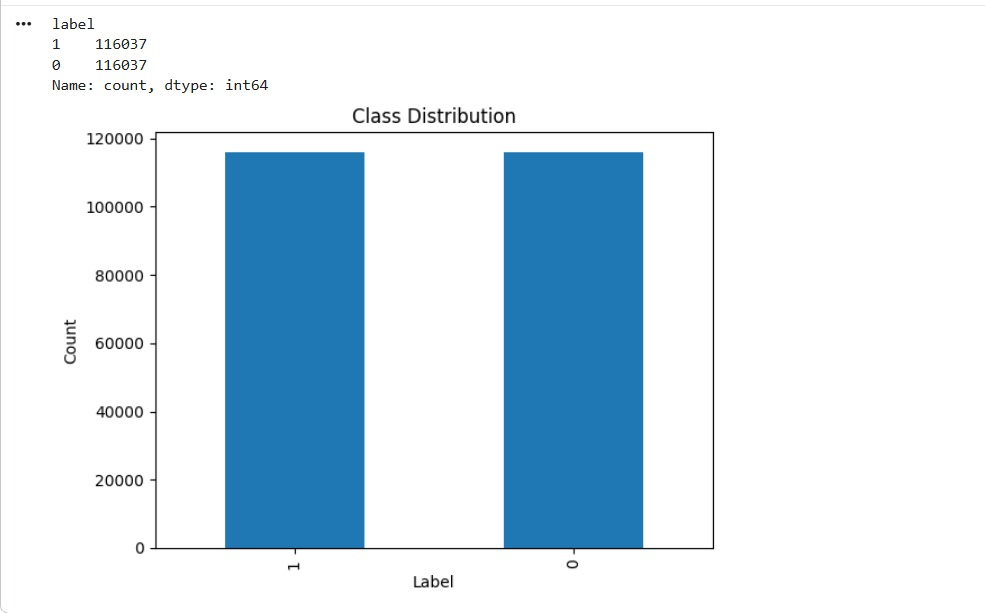 label
1 116037
0 116037
Name: count, dtype: int64
Class Distribution
120000
100000
80000
60000
40000
20000
0
Count
1 0
Label